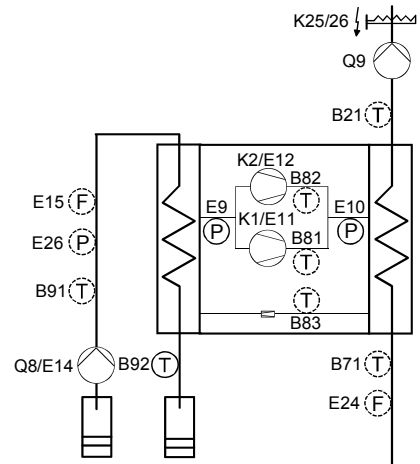 K25/26
Q9
B21 T
K2/E12
B82
T
E15 F
E9
E10
K1/E11
P
P
E26 P
B81
T
B91 T
T
B83
Q8/E14
B92 T
B71 T
E24 F